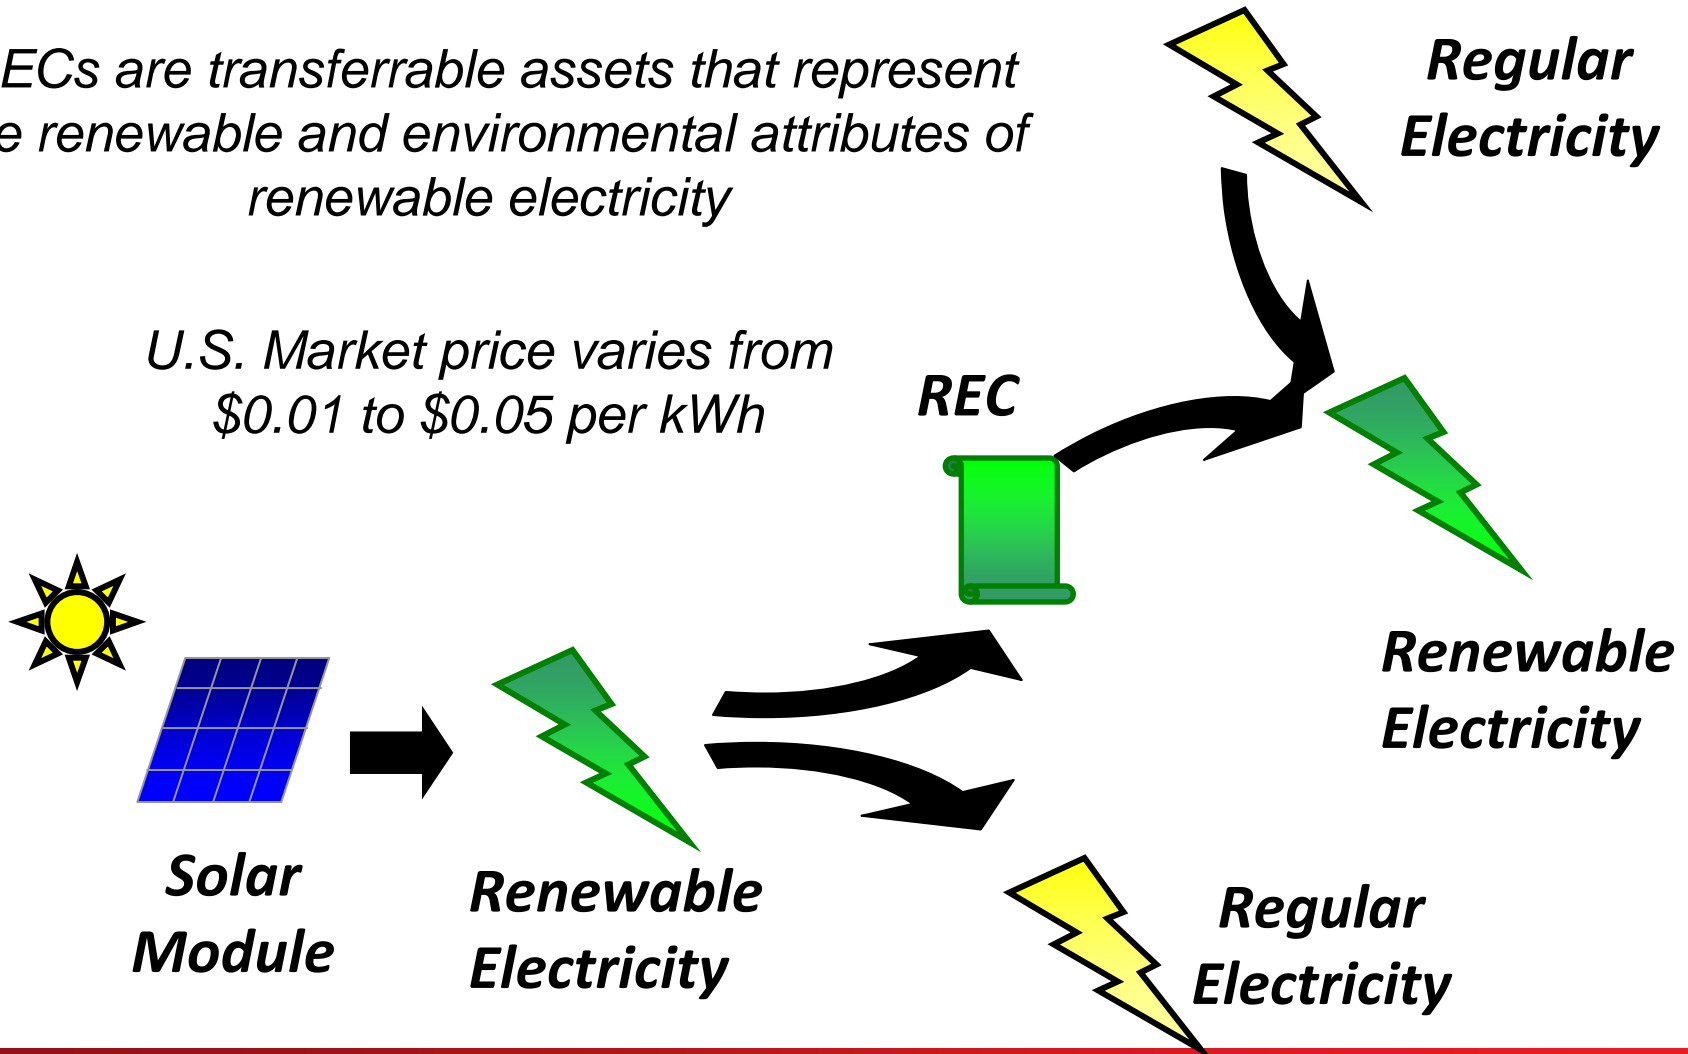 ECs are transferrable assets that represent
e renewable and environmental attributes of
renewable electricity
U.S. Market price varies from
$0.01 to $0.05 per kWh
Regular
Electricity
REC
Renewable
Electricity
Solar
Module
Renewable
Electricity
Regular
Electricity